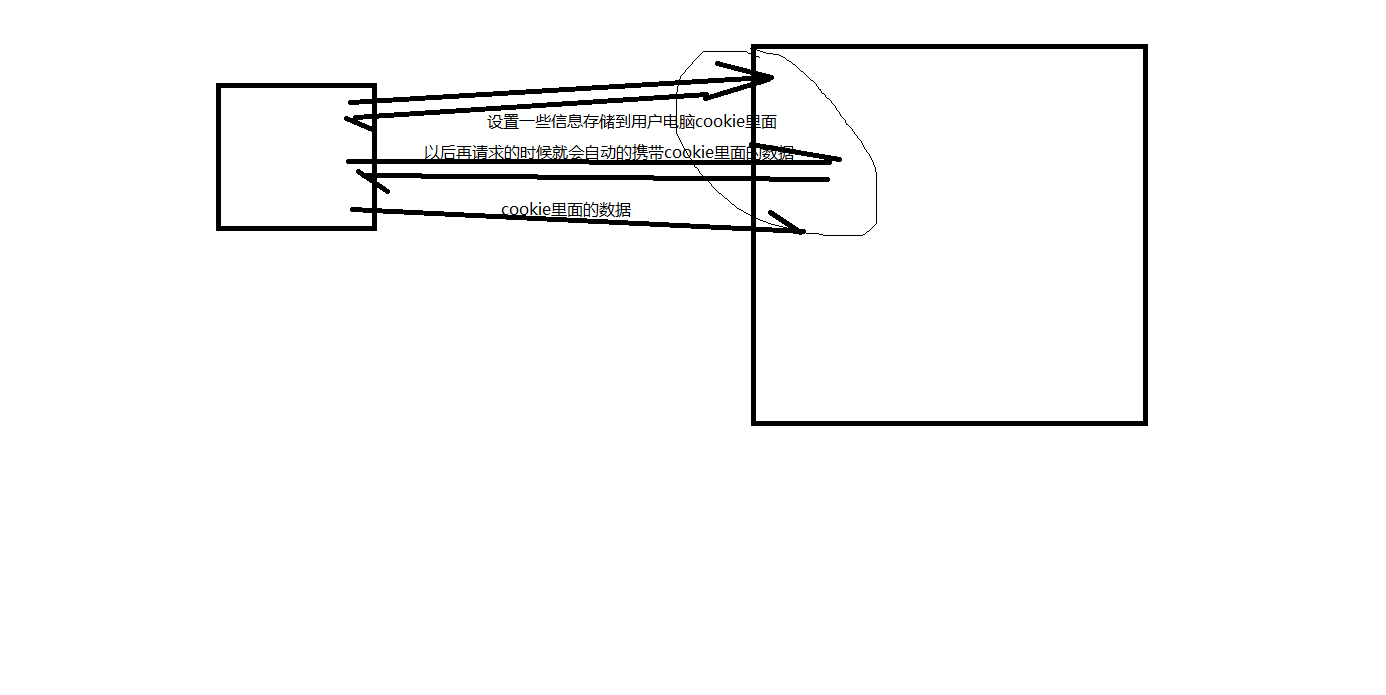 设置一些信息存储到用户电脑cookie里面
以后再请求的时候就会自动的携带cookie里面的数据
cookie里面的数据